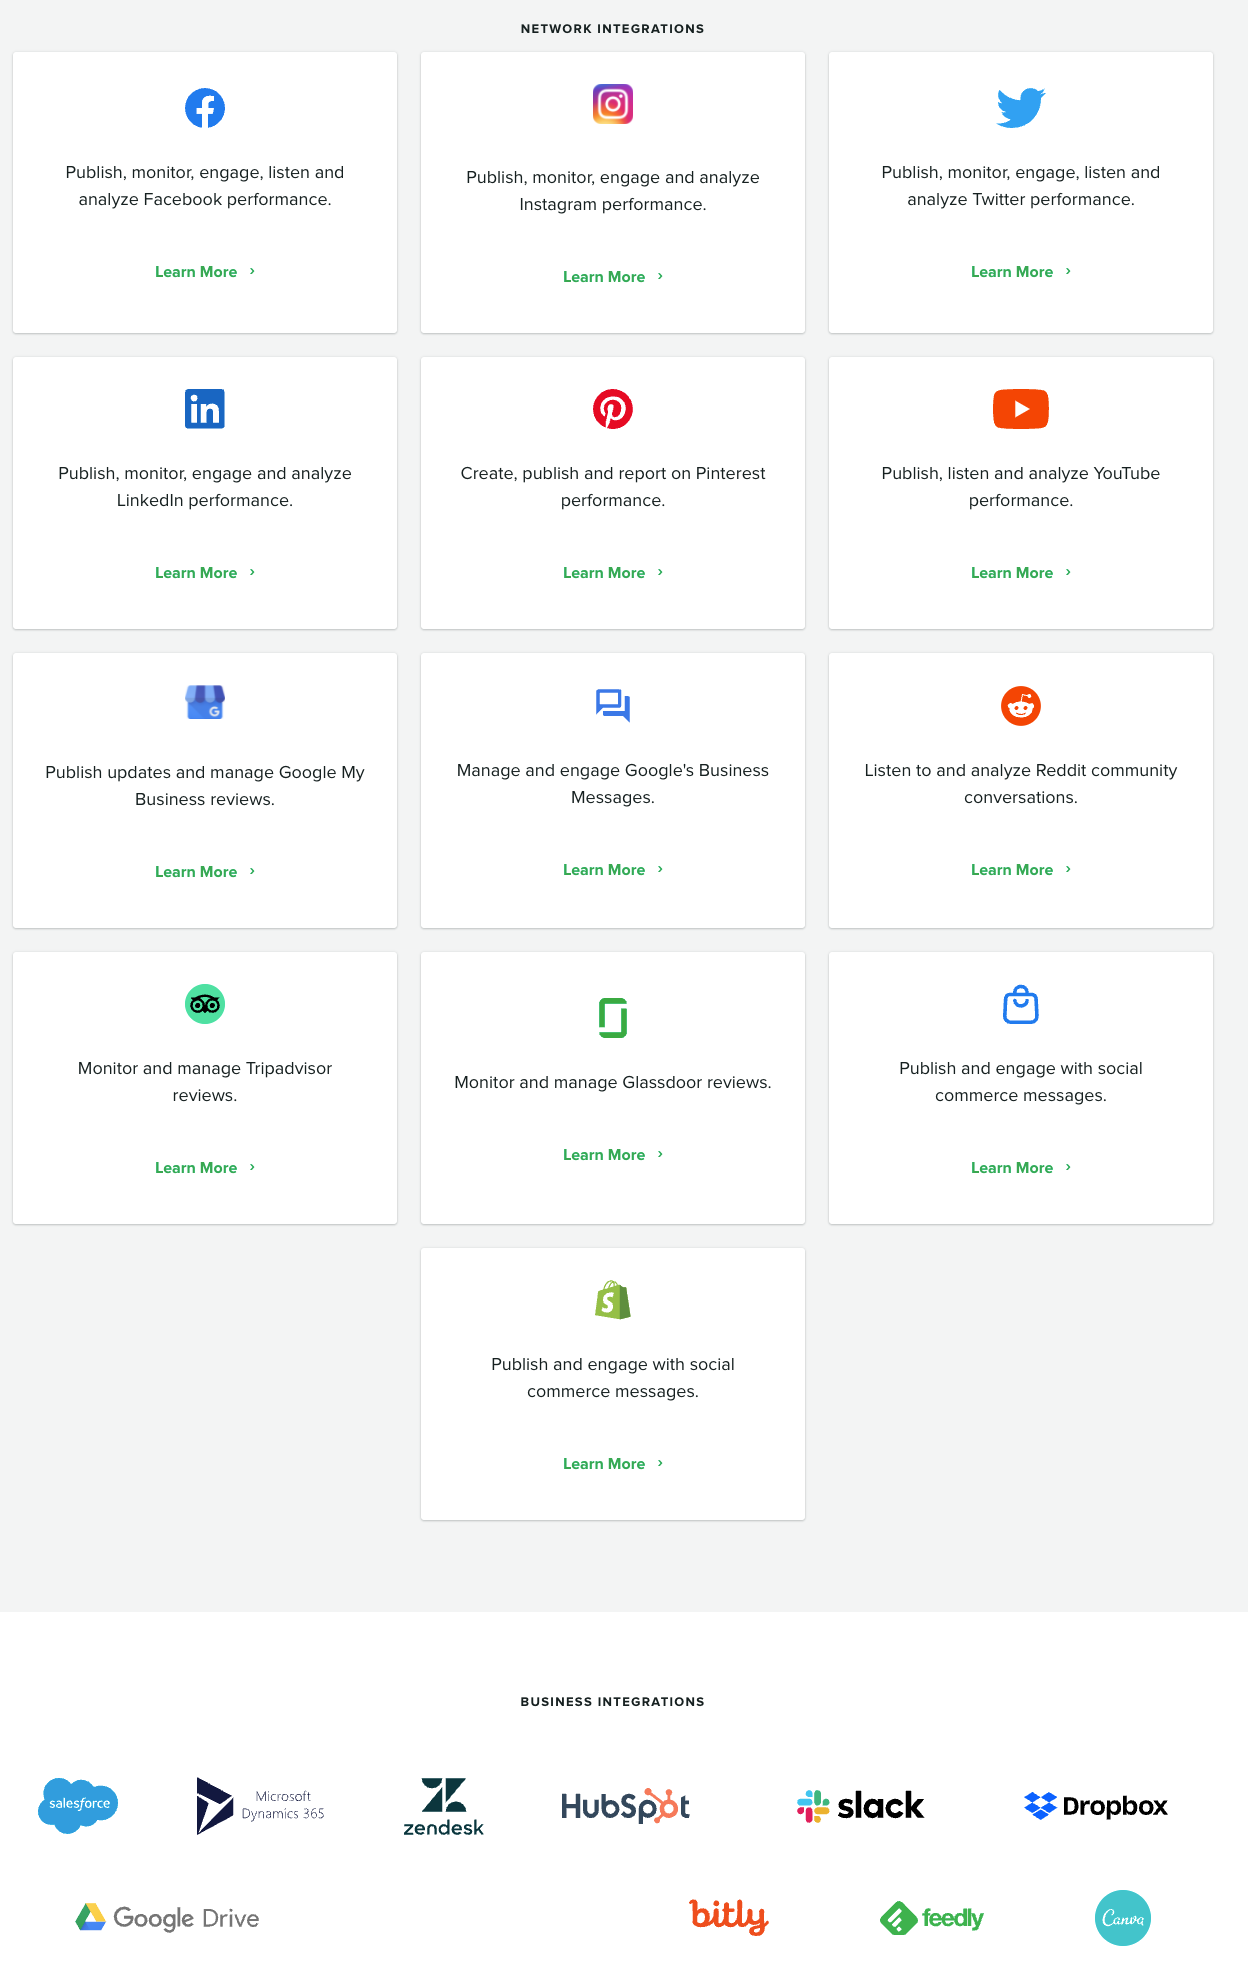 NETWORK INTEGRATIONS
Publish, monitor, engage, listen and
analyze Facebook performance.
Learn More
Publish, monitor, engage and analyze
Instagram performance.
Learn More
Publish, monitor, engage, listen and
analyze Twitter performance.
Learn More
in
Publish, monitor, engage and analyze
LinkedIn performance.
Learn More
Create, publish and report on Pinterest
performance.
Learn More
Publish, listen and analyze YouTube
performance.
Learn More
G
Publish updates and manage Google My
Business reviews.
Learn More
Manage and engage Google's Business
Messages.
Learn More
Listen to and analyze Reddit community
conversations.
Learn More
Monitor and manage Tripadvisor
reviews.
Learn More
Monitor and manage Glassdoor reviews.
Learn More
Publish and engage with social
commerce messages.
Learn More
S
Publish and engage with social
commerce messages.
Learn More
BUSINESS INTEGRATIONS
salesforce
Microsoft
Dynamics 365
zendesk
HubSpot
slack
Dropbox
Google Drive
bitly
feedly
Canva